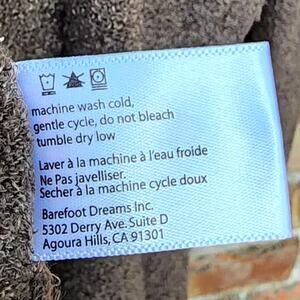 machine wash cold,
gentle cycle, do not bleach
tumble dry low
Laver à la machine à l'eau froide
Ne Pas javelliser.
Secher à la machine cycle doux
Barefoot Dreams Inc.
5302 Derry Ave. Suite D
Agoura Hills, CA 91301